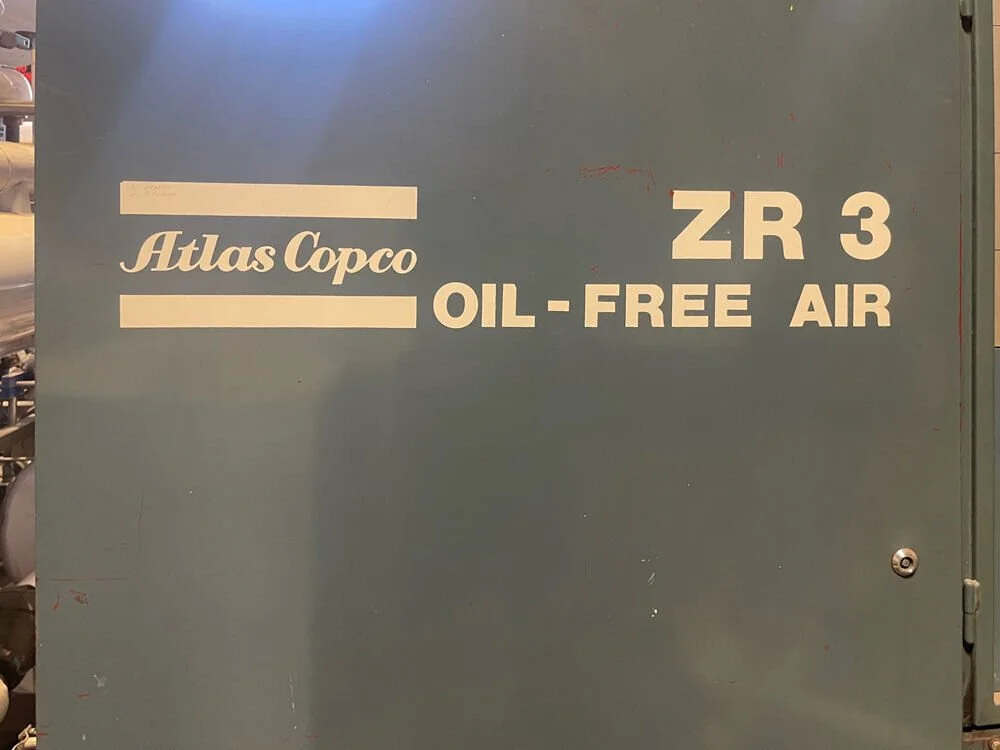 Atlas Copco
ZR 3
OIL-FREE AIR